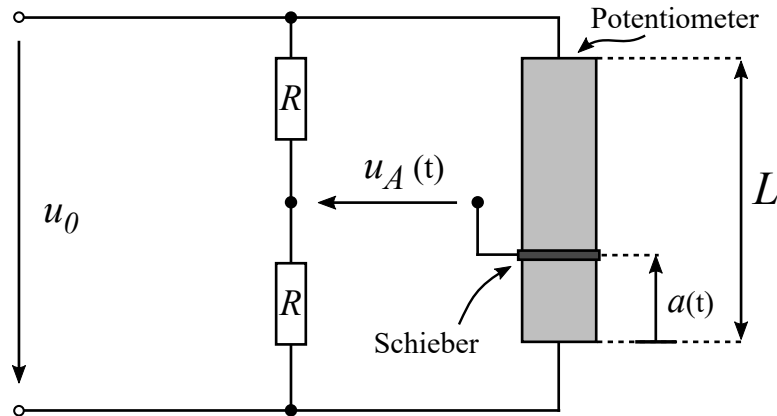 Potentiometer
R
u_A (t)
L
u_0
R
a(t)
Schieber